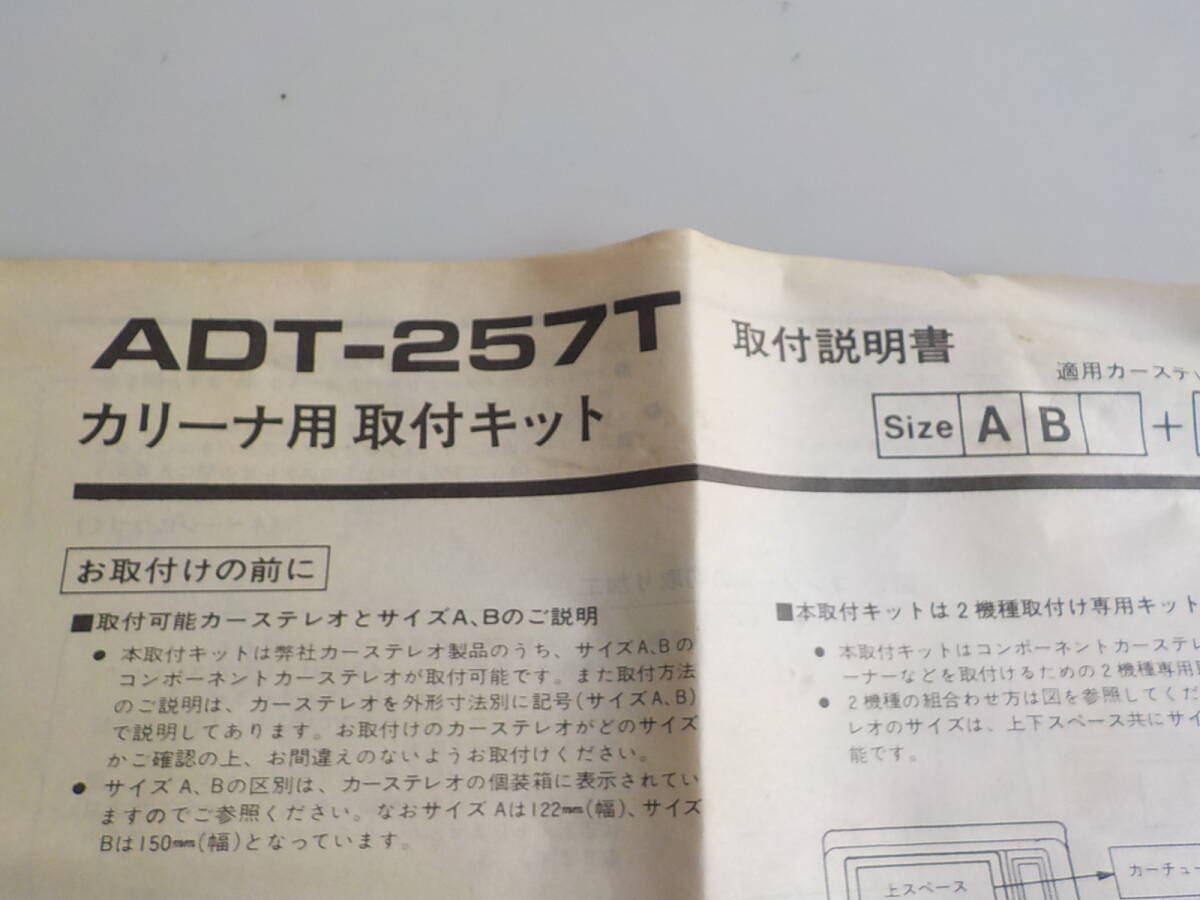 ADT-257T 取付説明書
カリーナ用 取付キット
適用カーステ
Size A B +
お取付けの前に
■取付可能カーステレオとサイズA、Bのご説明
● 本取付キットは弊社カーステレオ製品のうち、サイズA、Bの
コンポーネントカーステレオが取付可能です。また取付方法
のご説明は、カーステレオを外形寸法別に記号(サイズA、B)
で説明してあります。お取付けのカーステレオがどのサイズ
かご確認の上、お間違えのないようお取付けください。
● サイズA、Bの区別は、カーステレオの個装箱に表示されてい
ますのでご参照ください。なおサイズAは122mm(幅)、サイズ
Bは150mm(幅)となっています。
■本取付キットは2機種取付け専用キット
● 本取付キットはコンポーネントカーステレ
ーナーなどを取付けるための2機種専用
● 2機種の組合わせ方は図を参照してくだ
レオのサイズは、上下スペース共にサイ
能です。
上スペース
カーチュー